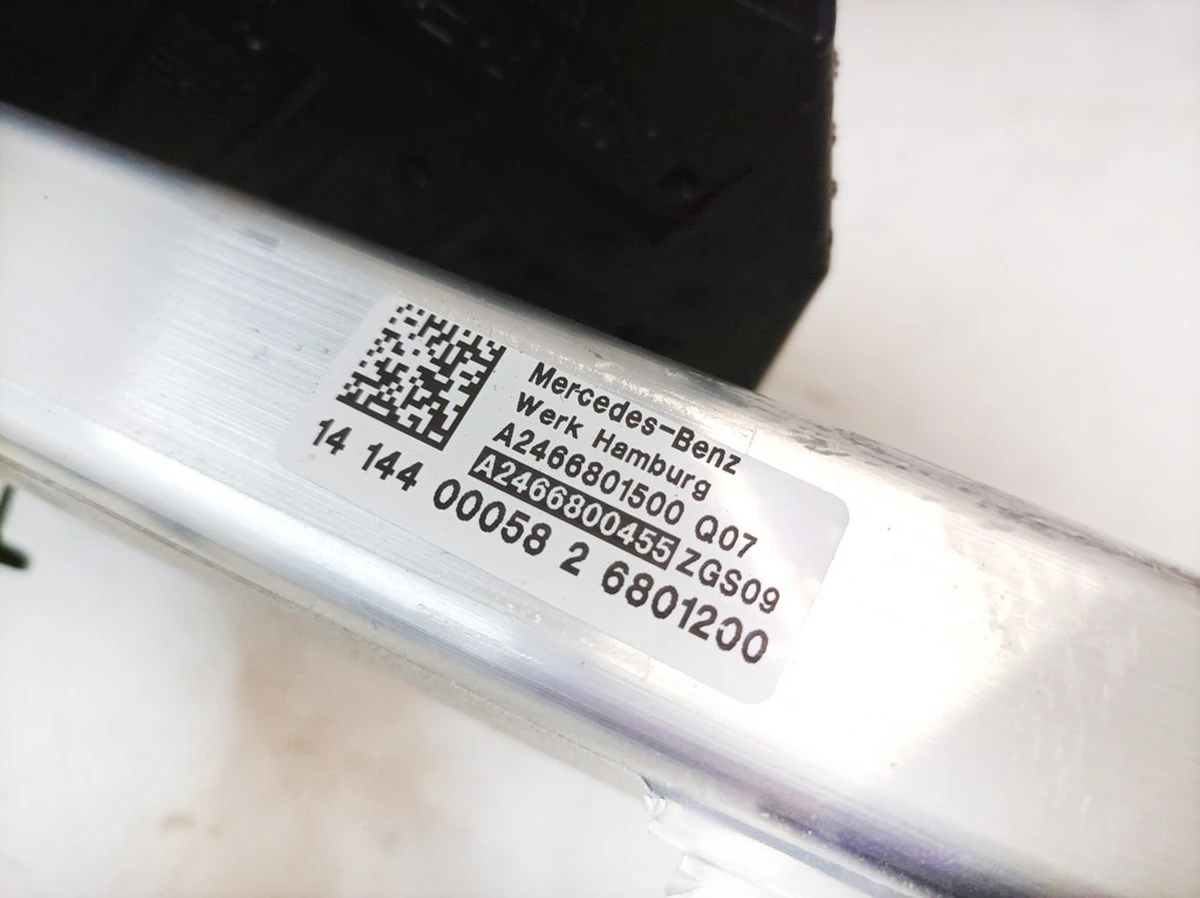 Mercedes-Benz
Werk Hamburg
A2466801500 Q07
A2466800455 ZGS09
14 144 00058 2 6801200